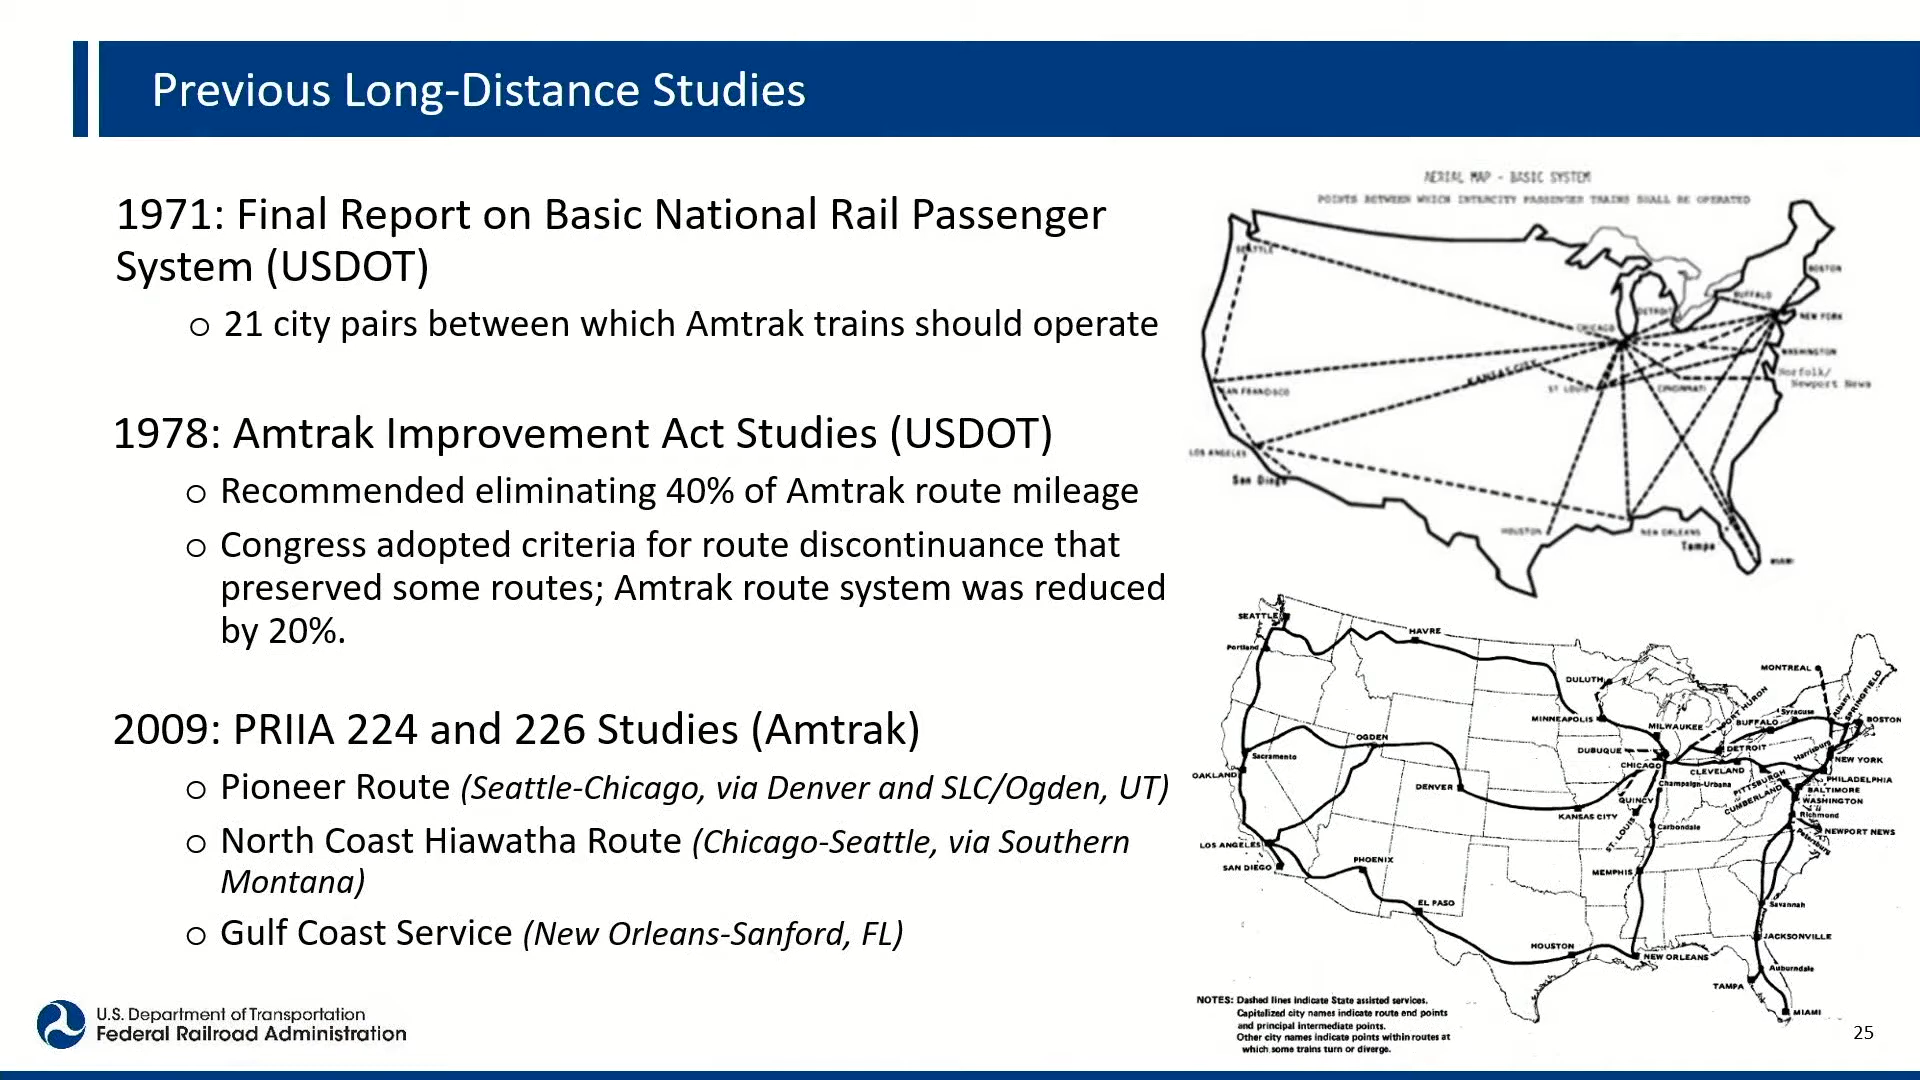 Previous Long-Distance Studies
1971: Final Report on Basic National Rail Passenger
System (USDOT)
o 21 city pairs between which Amtrak trains should operate
1978: Amtrak Improvement Act Studies (USDOT)
o Recommended eliminating 40% of Amtrak route mileage
o Congress adopted criteria for route discontinuance that
preserved some routes; Amtrak route system was reduced
by 20%.
2009: PRIIA 224 and 226 Studies (Amtrak)
o Pioneer Route (Seattle-Chicago, via Denver and SLC/Ogden, UT)
o North Coast Hiawatha Route (Chicago-Seattle, via Southern
Montana)
o Gulf Coast Service (New Orleans-Sanford, FL)
AERIAL MAP - BASIC SYSTEM
POINTS BETWEEN WHICH INTERCITY PASSENGER TRAINS SHALL BE OPERATED
SEATTLE
BOSTON
BUFFALO
DETROIT
NEW YORK
CHICAGO
WASHINGTON
Norfolk/
Newport News
KANSAS CITY
ST LOUIS
CINCINNATI
SAN FRANCISCO
LOS ANGELES
San Diego
HOUSTON
NEW ORLEANS
Tampa
MIAMI
SEATTLE
HAVRE
Portland
MONTREAL
DULUTH
PORT HURON
Albany
SPRINGFIELD
Syracuse
MINNEAPOLIS
MILWAUKEE
BUFFALO
BOSTON
OGDEN
DUBUQUE
DETROIT
Harrisburg
Sacramento
CHICAGO
CLEVELAND
NEW YORK
OAKLAND
PITTSBURGH
PHILADELPHIA
DENVER
Champaign-Urbana
CUMBERLAND
BALTIMORE
QUINCY
WASHINGTON
KANSAS CITY
Richmond
ST. LOUIS
Carbondale
Petersburg
NEWPORT NEWS
LOS ANGELES
SAN DIEGO
PHOENIX
MEMPHIS
EL PASO
Savannah
HOUSTON
NEW ORLEANS
JACKSONVILLE
Auburndale
TAMPA
MIAMI
NOTES: Dashed lines indicate State assisted services.
Capitalized city names indicate route end points
and principal intermediate points.
Other city names indicate points within routes at
which some trains turn or diverge.
U.S. Department of Transportation
Federal Railroad Administration
25